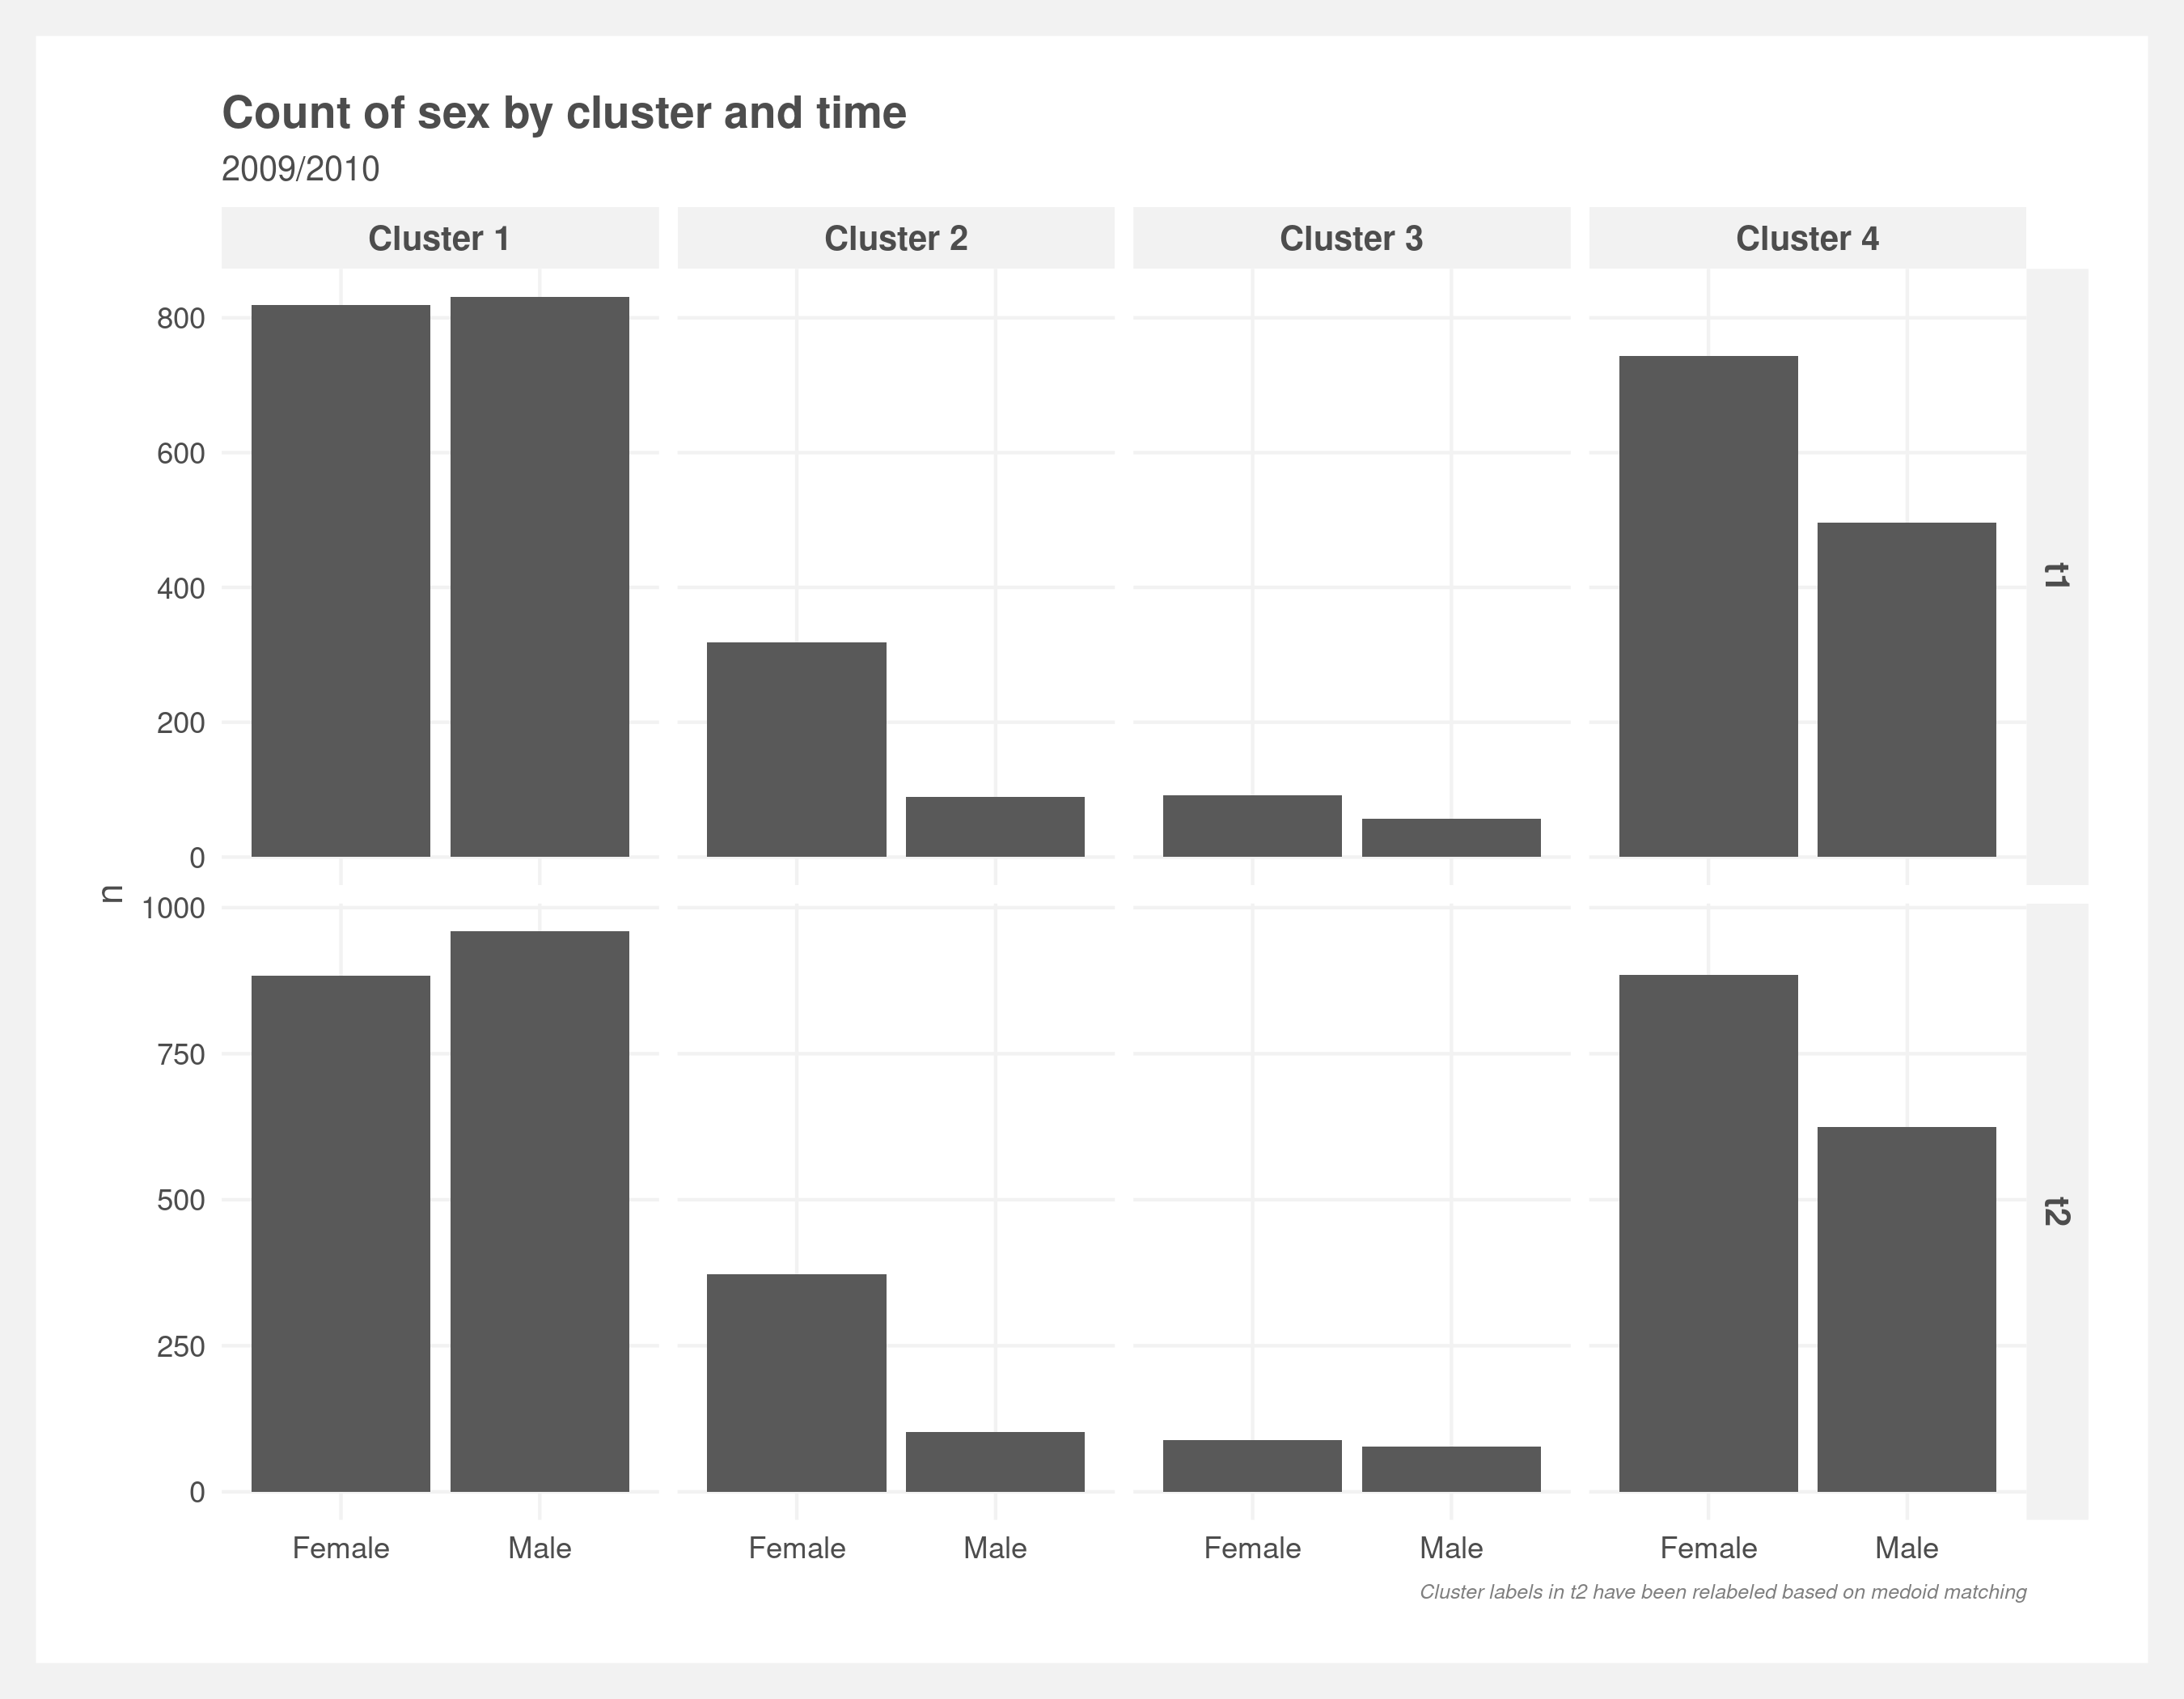 Count of sex by cluster and time
2009/2010
Cluster 1 Cluster 2 Cluster 3 Cluster 4
800
600
400
200
0
t1
n
1000
750
500
250
0
t2
Female Male Female Male Female Male Female Male
Cluster labels in t2 have been relabeled based on medoid matching